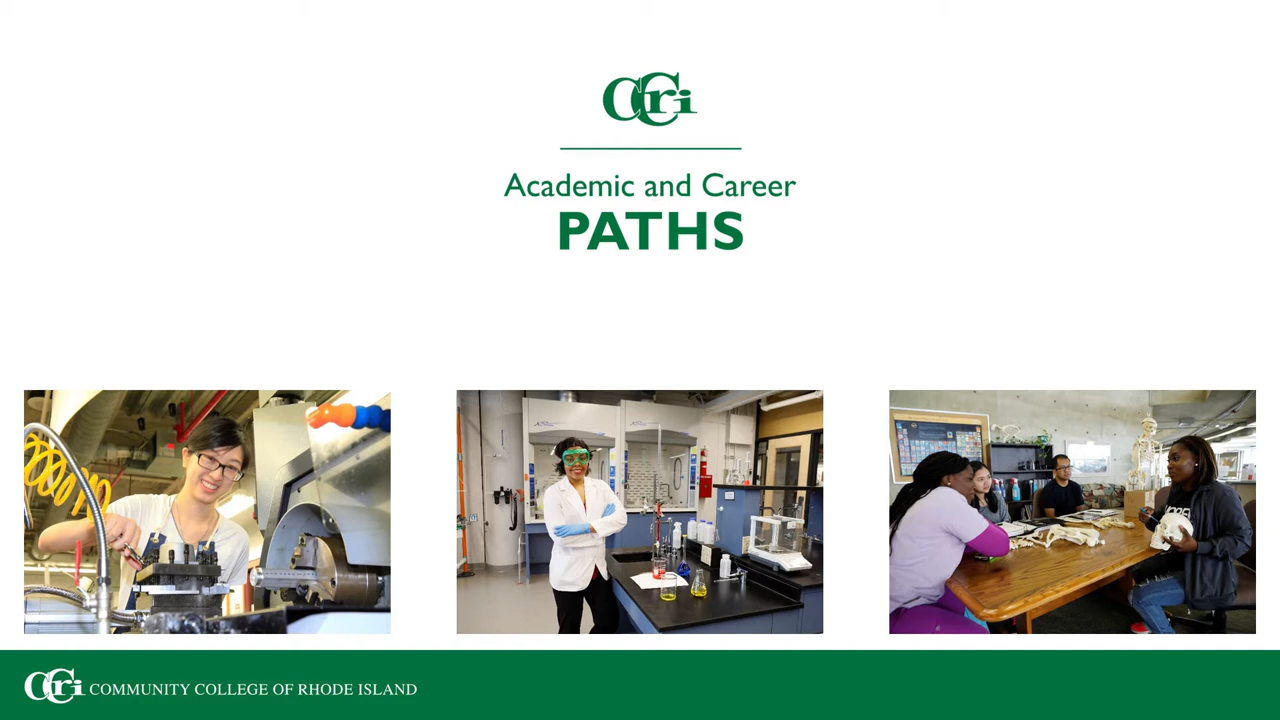 CCri
Academic and Career
PATHS
CCri COMMUNITY COLLEGE OF RHODE ISLAND